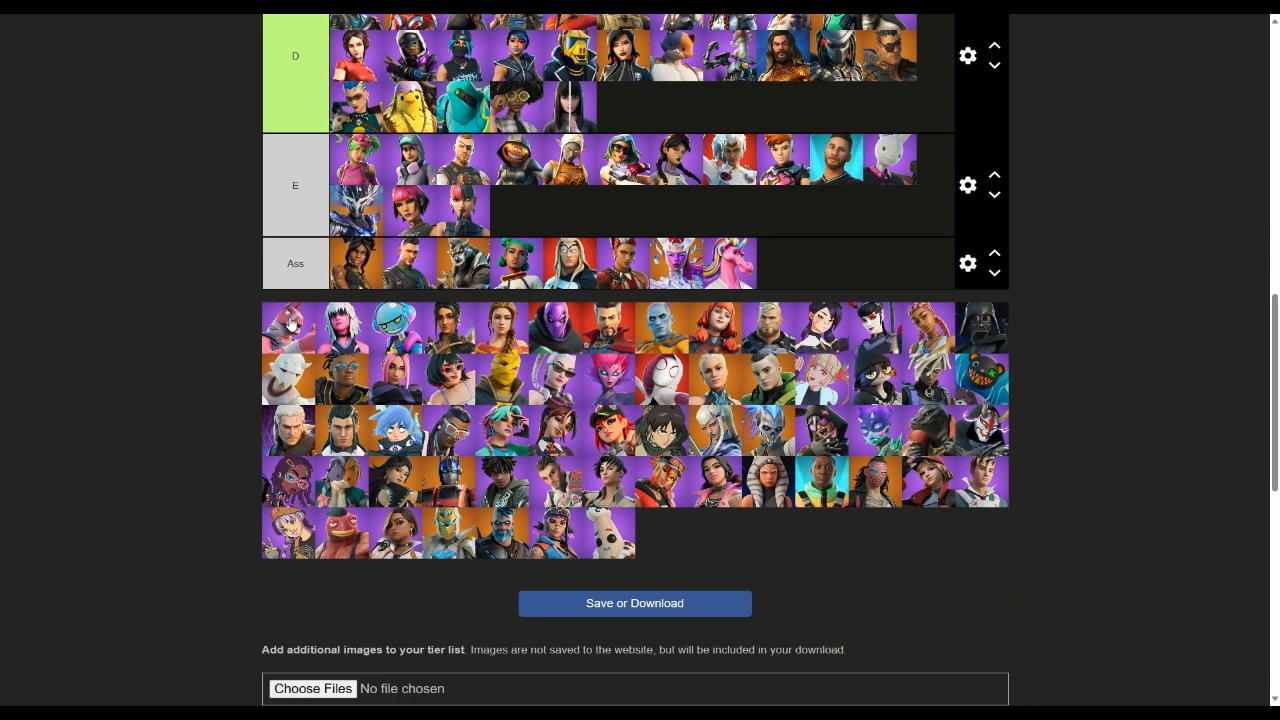 D
E
Ass
Save or Download
Add additional images to your tier list. Images are not saved to the website, but will be included in your download.
Choose Files No file chosen